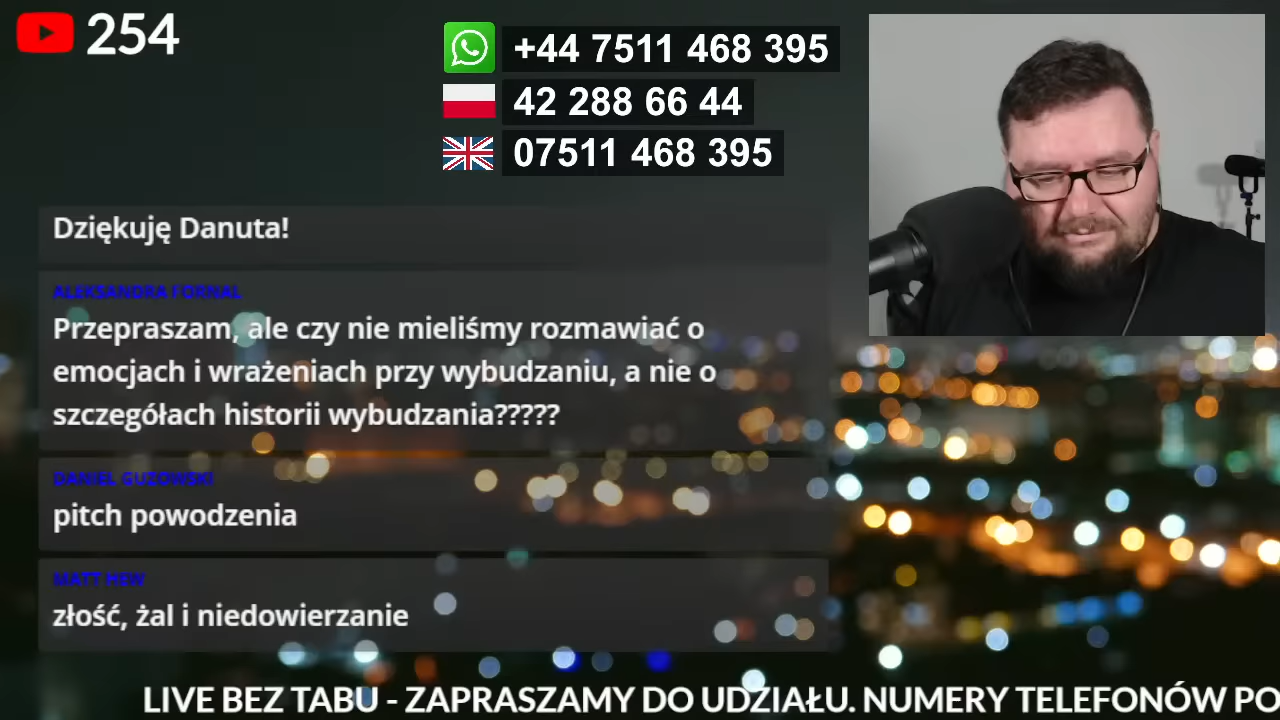 254
+44 7511 468 395
42 288 66 44
07511 468 395
Dziękuję Danuta!
ALEKSANDRA FORNAL
Przepraszam, ale czy nie mieliśmy rozmawiać o
emocjach i wrażeniach przy wybudzaniu, a nie o
szczegółach historii wybudzania?????
DANIEL GUZOWSKI
pitch powodzenia
MATT HEW
złość, żal i niedowierzanie
LIVE BEZ TABU - ZAPRASZAMY DO UDZIAŁU. NUMERY TELEFONÓW PO